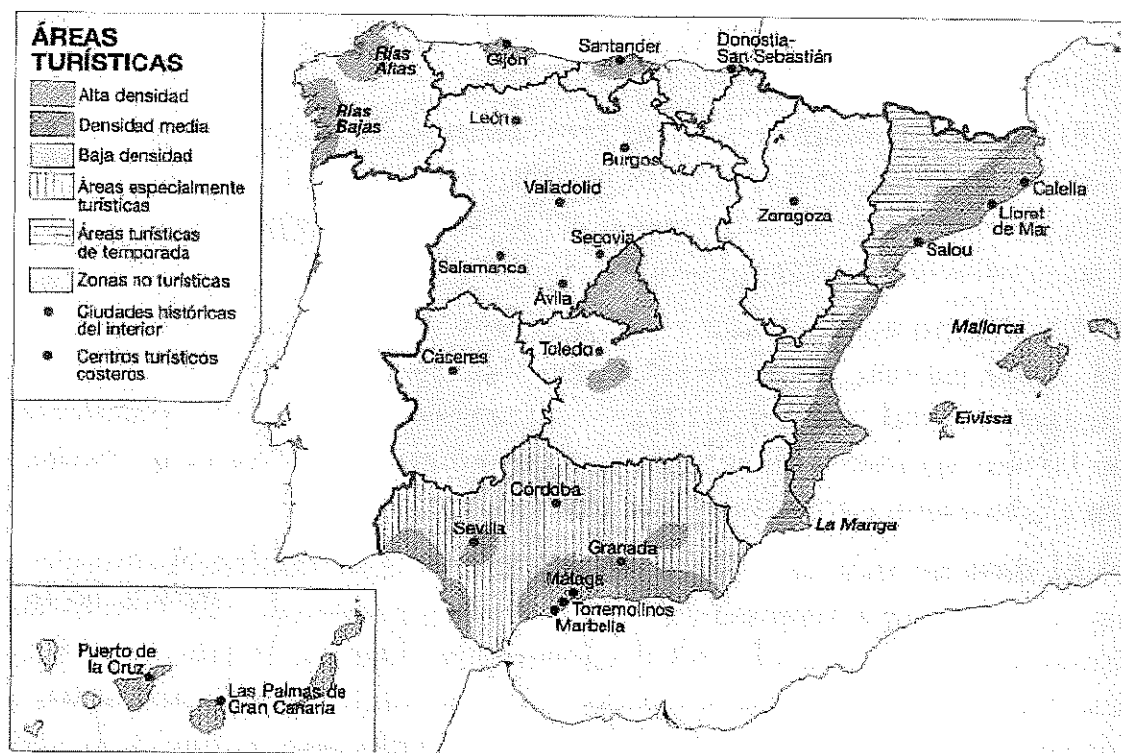 ÁREAS
TURÍSTICAS
Alta densidad
Densidad media
Baja densidad
Áreas especialmente
turísticas
Áreas turísticas
de temporada
Zonas no turísticas
Ciudades históricas
del interior
Centros turísticos
costeros
Rías
Altas
Rías
Bajas
Gijón
Santander
Donostia-
San Sebastián
León
Burgos
Valladolid
Zaragoza
Calella
Lloret
de Mar
Salou
Segovia
Salamanca
Ávila
Mallorca
Toledo
Cáceres
Eivissa
Córdoba
La Manga
Sevilla
Granada
Málaga
Torremolinos
Marbella
Puerto de
la Cruz
Las Palmas de
Gran Canaria